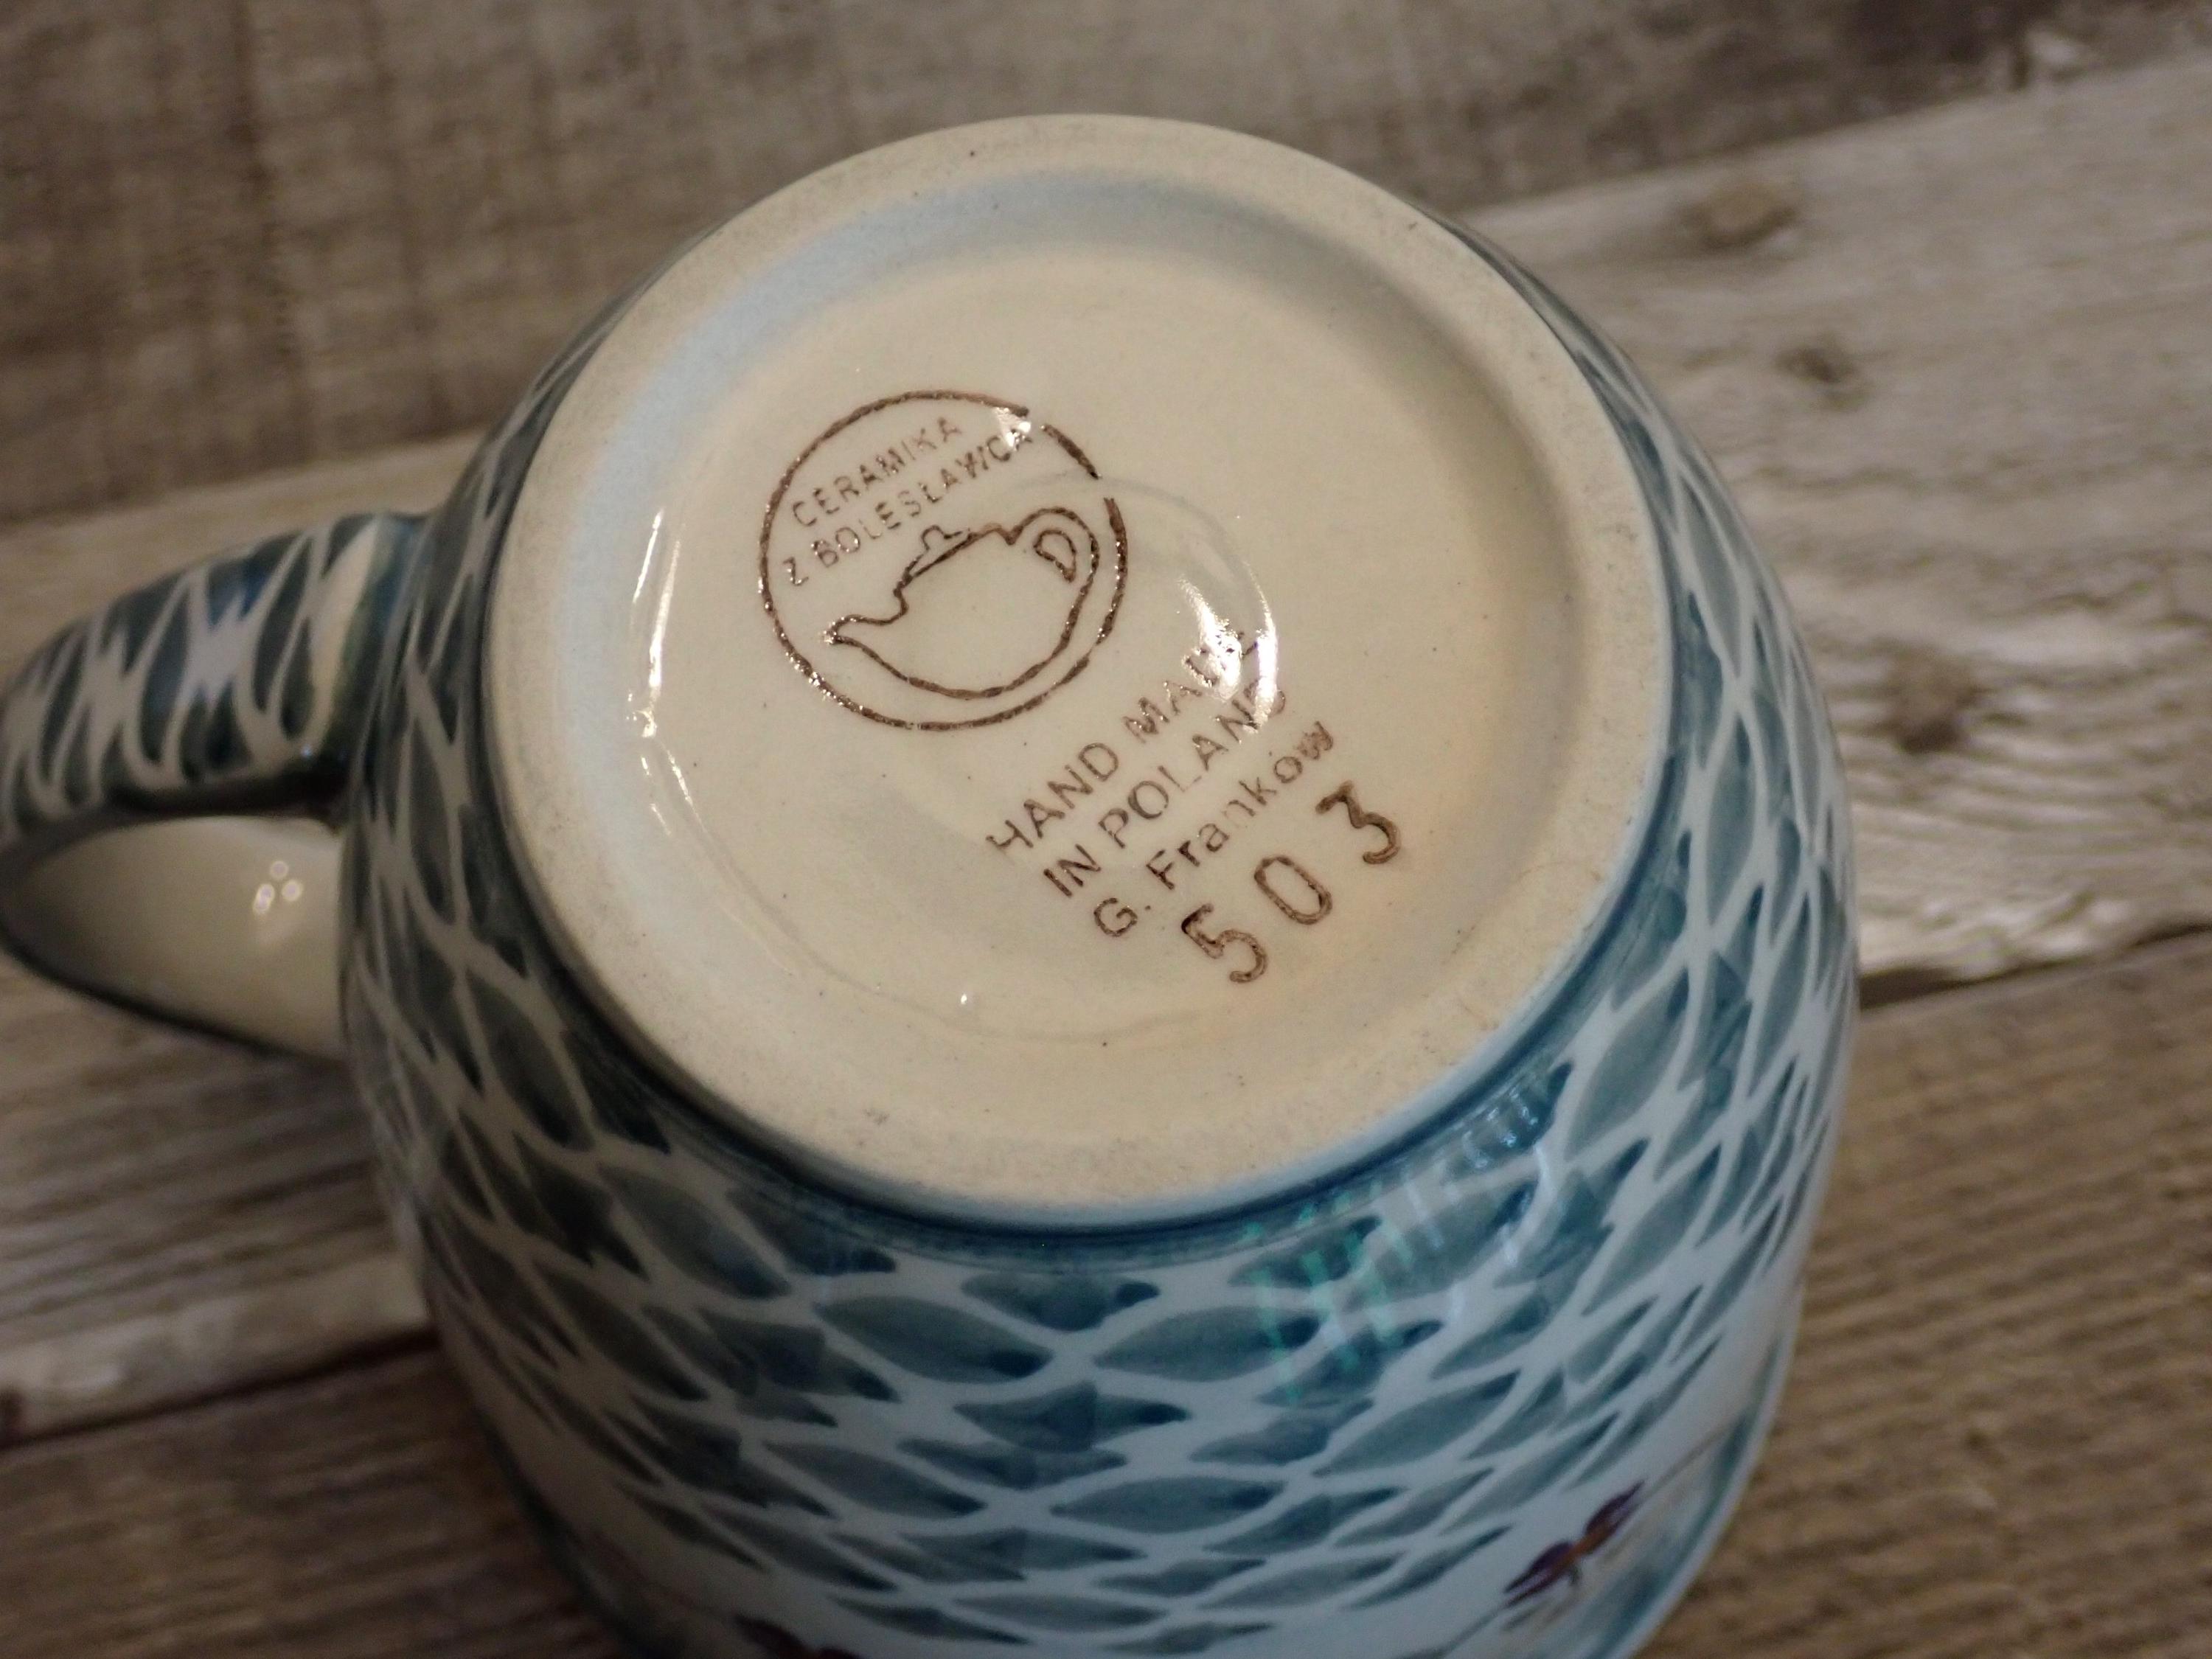 CERAMIKA
Z BOLESŁAWCA
HAND MADE
IN POLAND
G. Franków
503